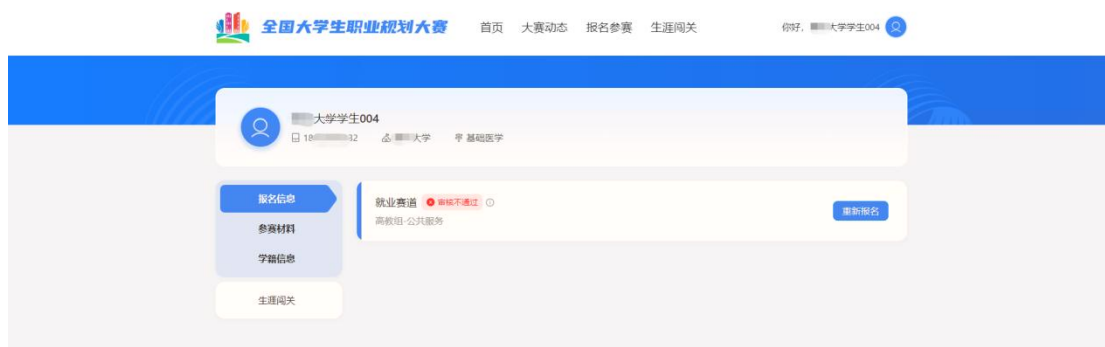 全国大学生职业规划大赛 首页 大赛动态 报名参赛 生涯闯关 你好, 大学学生004
大学学生004
18 32 大学 基础医学
报名信息 就业赛道 审核不通过
高教组-公共服务 重新报名
参赛材料
学籍信息
生涯闯关